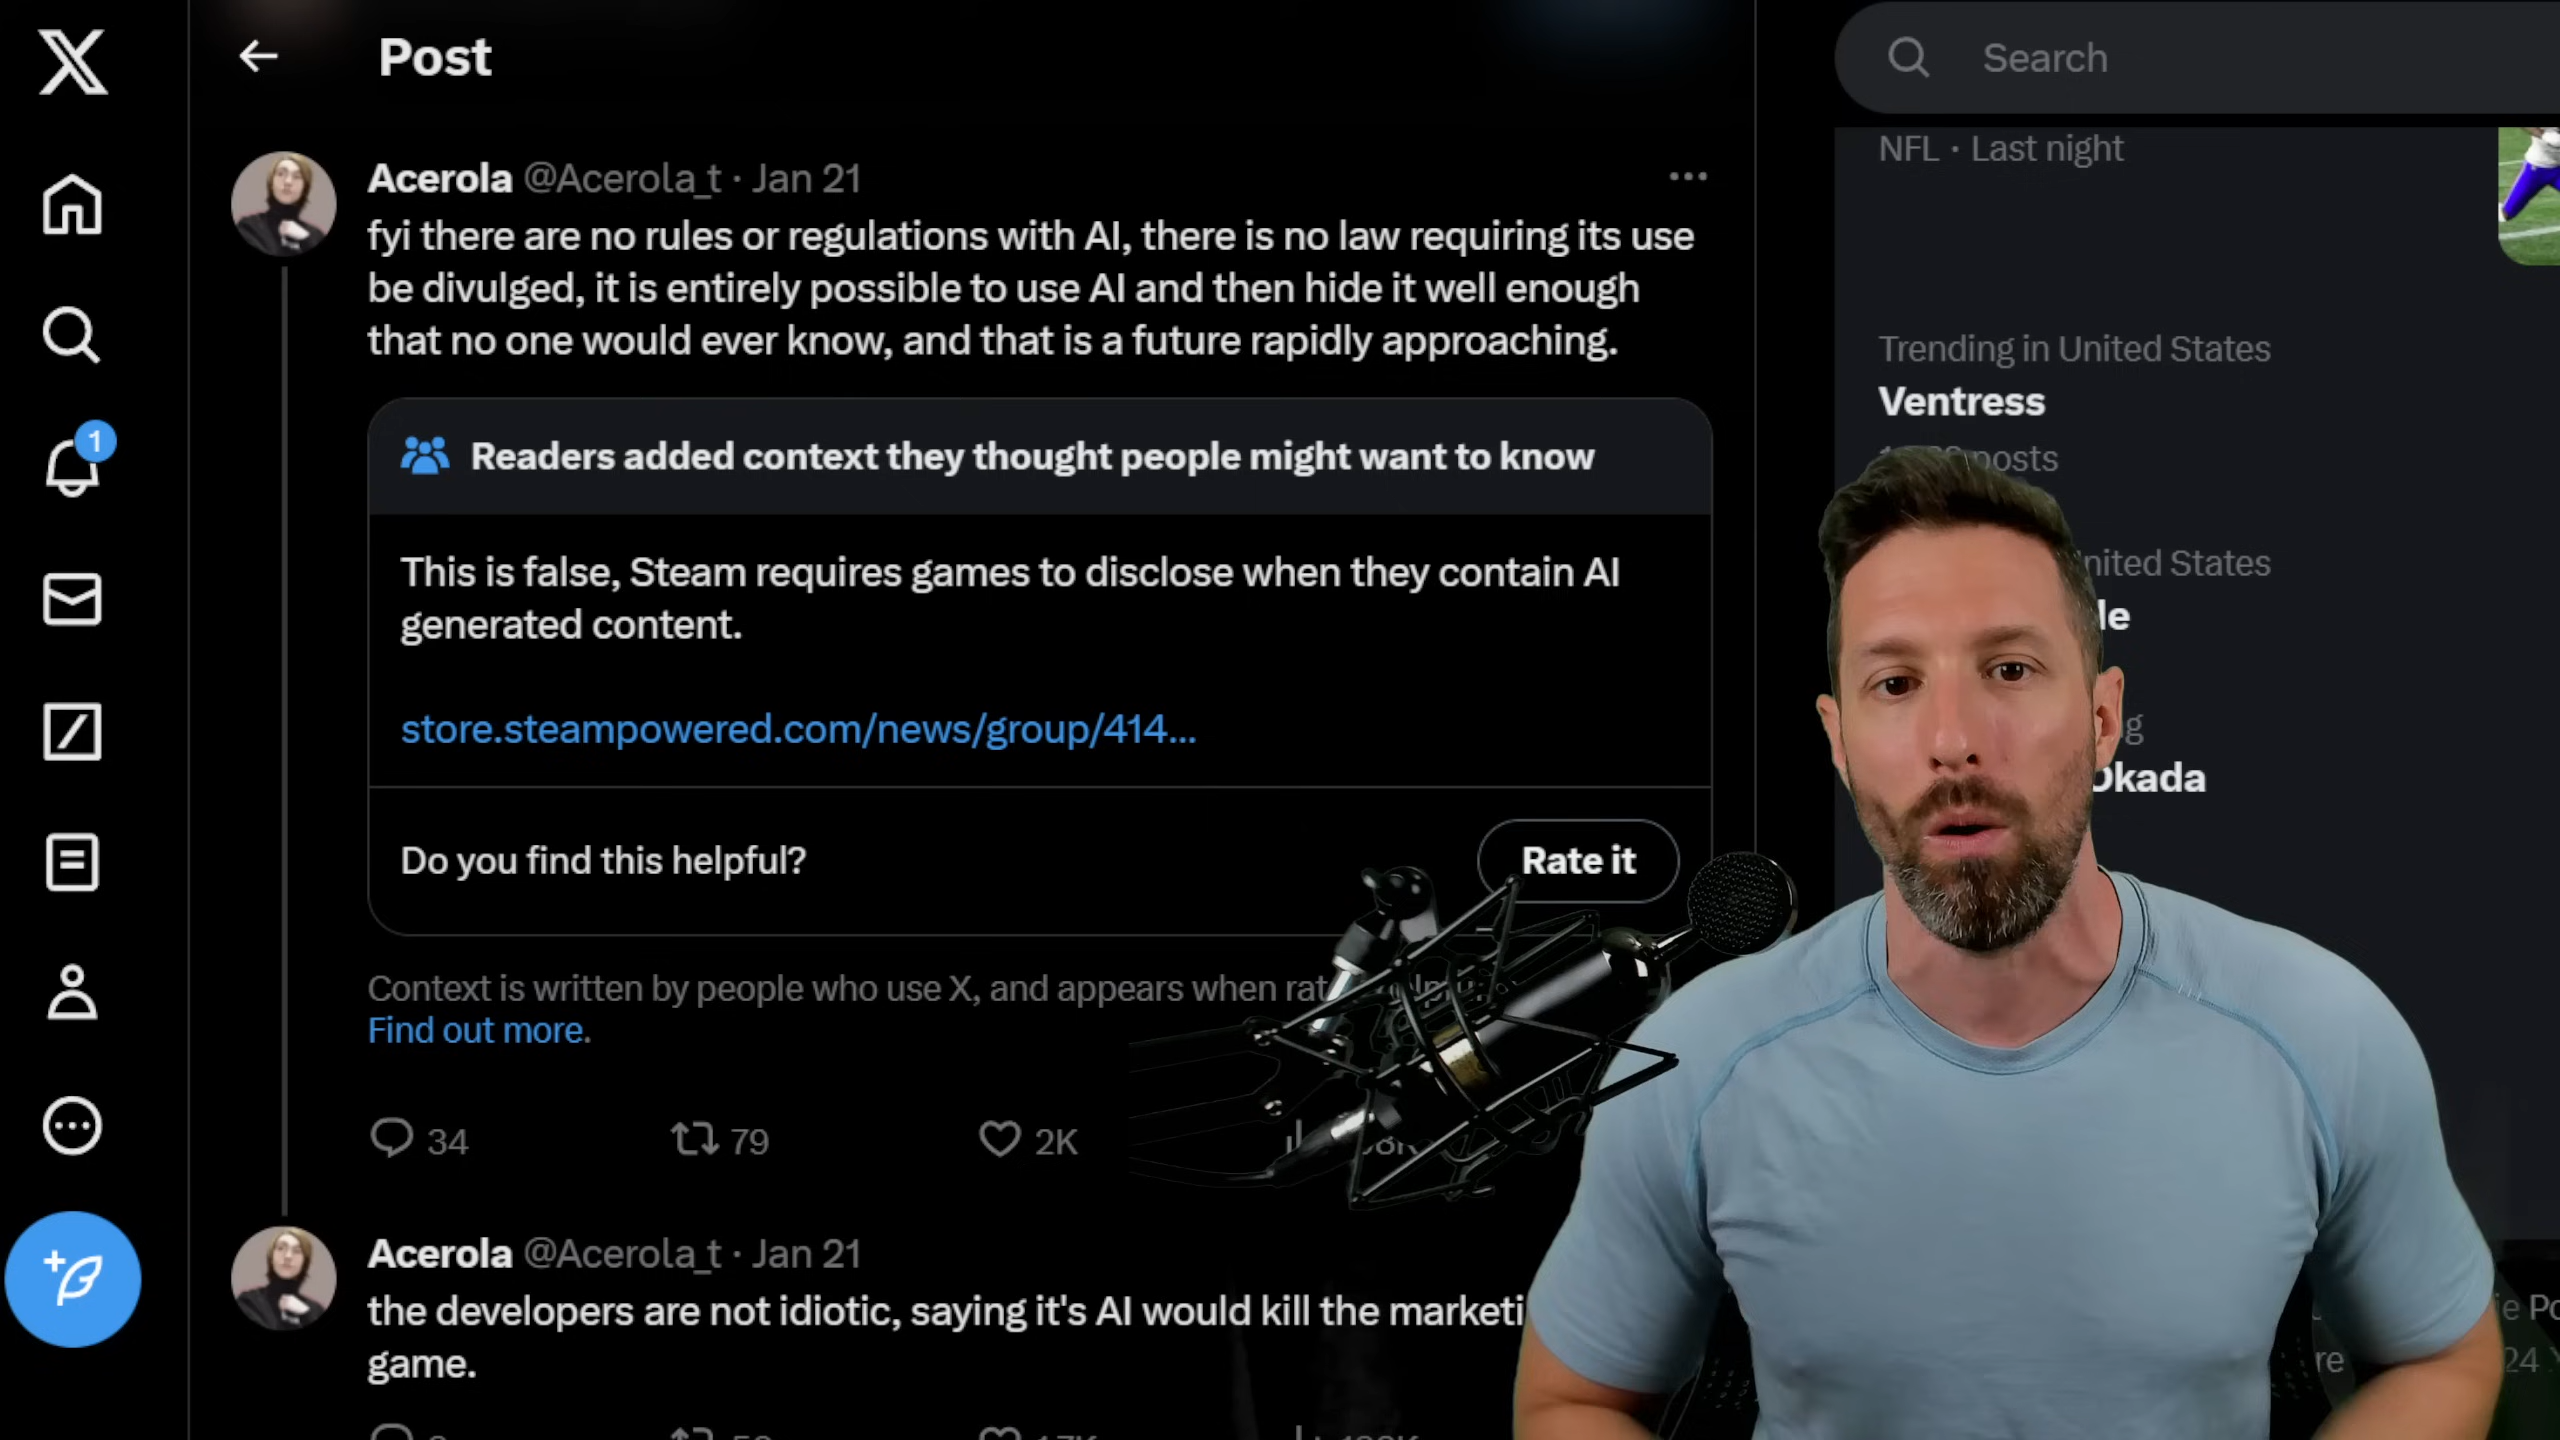 Post
Search
NFL · Last night
Acerola @Acerola_t · Jan 21
fyi there are no rules or regulations with AI, there is no law requiring its use
be divulged, it is entirely possible to use AI and then hide it well enough
that no one would ever know, and that is a future rapidly approaching.
Readers added context they thought people might want to know
This is false, Steam requires games to disclose when they contain AI
generated content.
store.steampowered.com/news/group/414...
Do you find this helpful?
Rate it
Context is written by people who use X, and appears when
Find out more.
34
79
2K
Acerola @Acerola_t · Jan 21
the developers are not idiotic, saying it's AI would kill the
game.
Trending in United States
Ventress
posts
United States
Okada
1